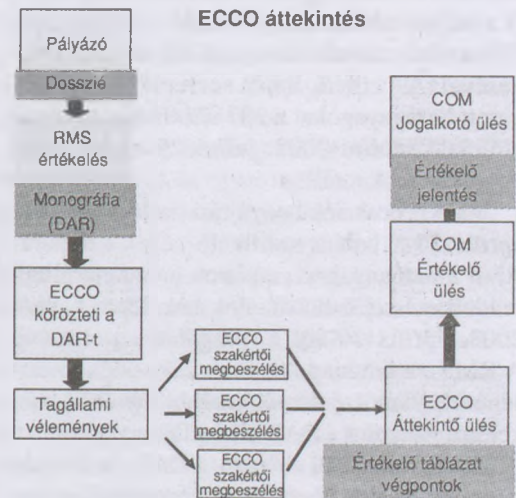 ECCO áttekintés
Pályázó
Dosszié
RMS
értékelés
Monográfia
(DAR)
ECCO
körözteti a
DAR-t
Tagállami
vélemények
ECCO
szakértői
megbeszélés
ECCO
szakértői
megbeszélés
ECCO
szakértői
megbeszélés
ECCO
Áttekintő ülés
Értékelő táblázat
végpontok
COM
Értékelő
ülés
Értékelő
jelentés
COM
Jogalkotó ülés